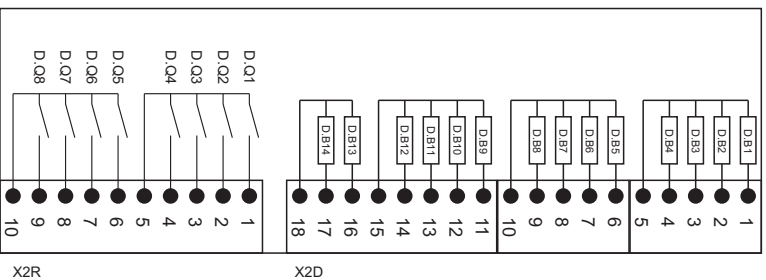 D.Q8 D.Q7 D.Q6 D.Q5 D.Q4 D.Q3 D.Q2 D.Q1
D.B14 D.B13 D.B12 D.B11 D.B10 D.B9 D.B8 D.B7 D.B6 D.B5 D.B4 D.B3 D.B2 D.B1
10 9 8 7 6 5 4 3 2 1 18 17 16 15 14 13 12 11 10 9 8 7 6 5 4 3 2 1
X2R X2D